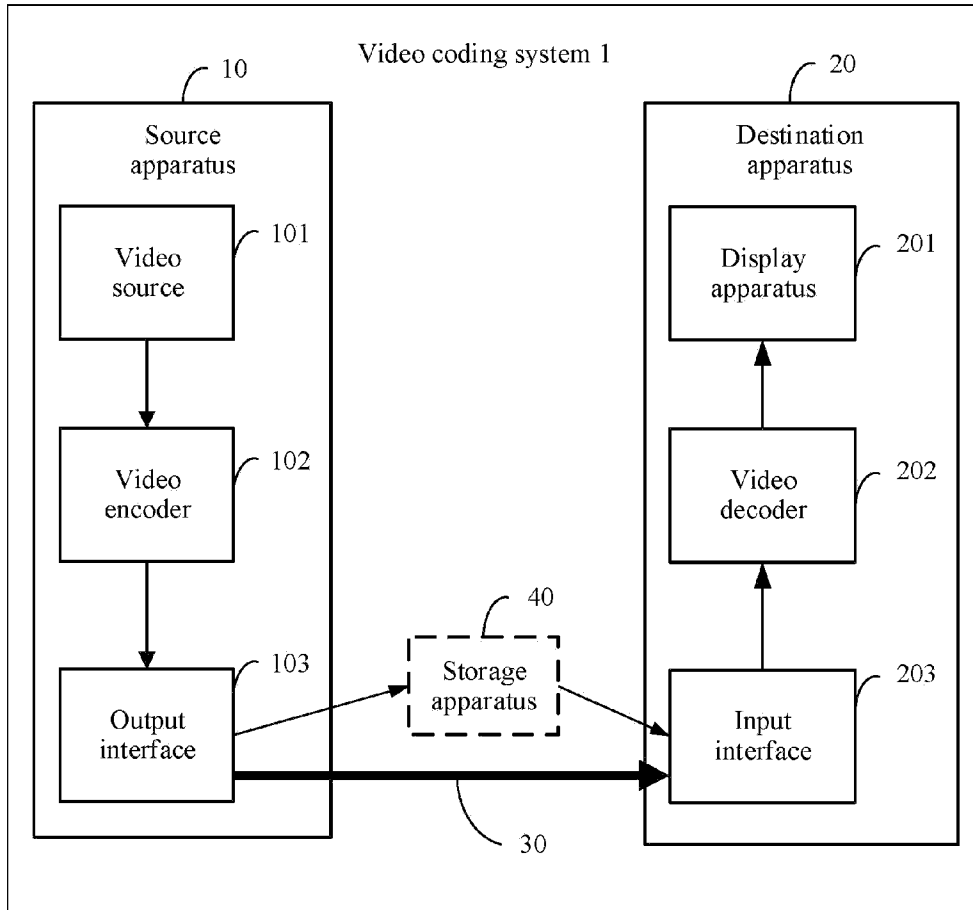 Video coding system 1
10
Source
apparatus
101
Video
source
102
Video
encoder
103
Output
interface
40
Storage
apparatus
30
20
Destination
apparatus
201
Display
apparatus
202
Video
decoder
203
Input
interface